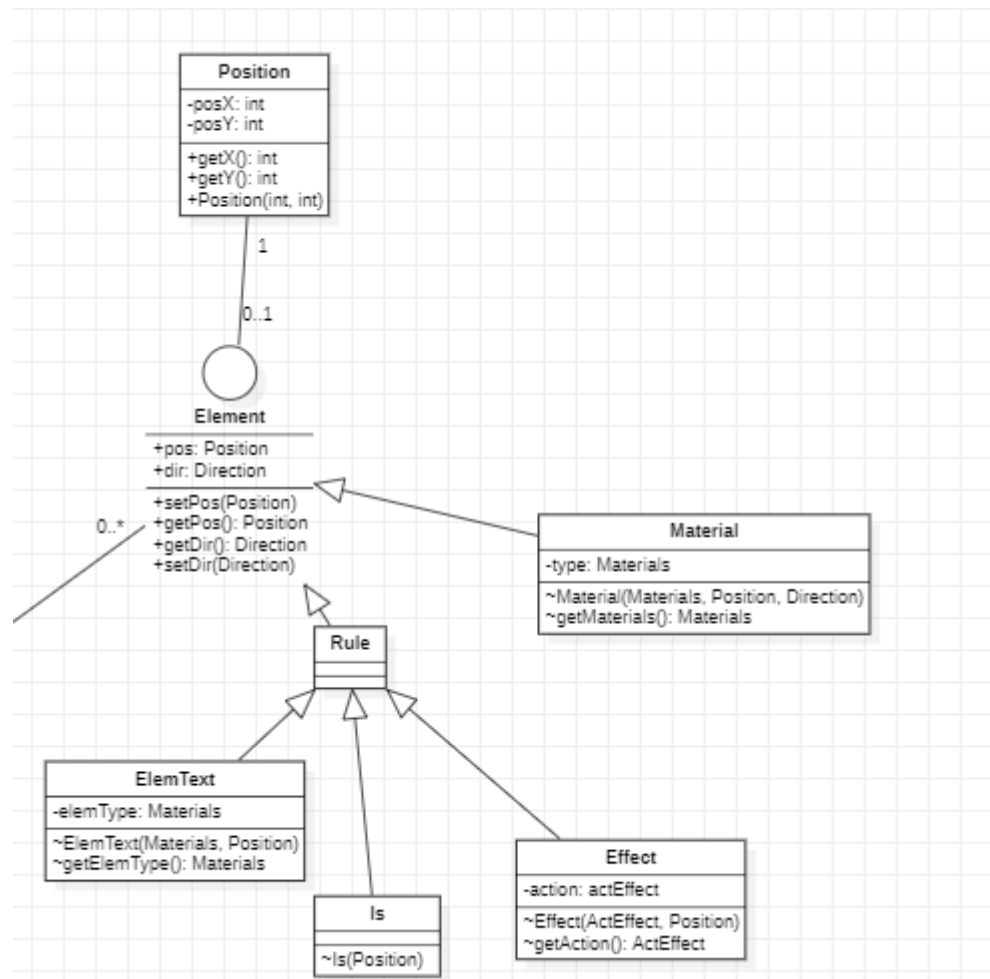 Position
-posX: int
-posY: int
+getX(): int
+getY(): int
+Position(int, int)
1
0..1
Element
+pos: Position
+dir: Direction
+setPos(Position)
+getPos(): Position
+getDir(): Direction
+setDir(Direction)
0..*
Material
-type: Materials
~Material(Materials, Position, Direction)
~getMaterials(): Materials
Rule
ElemText
-elemType: Materials
~ElemText(Materials, Position)
~getElemType(): Materials
Is
~Is(Position)
Effect
-action: actEffect
~Effect(ActEffect, Position)
~getAction(): ActEffect